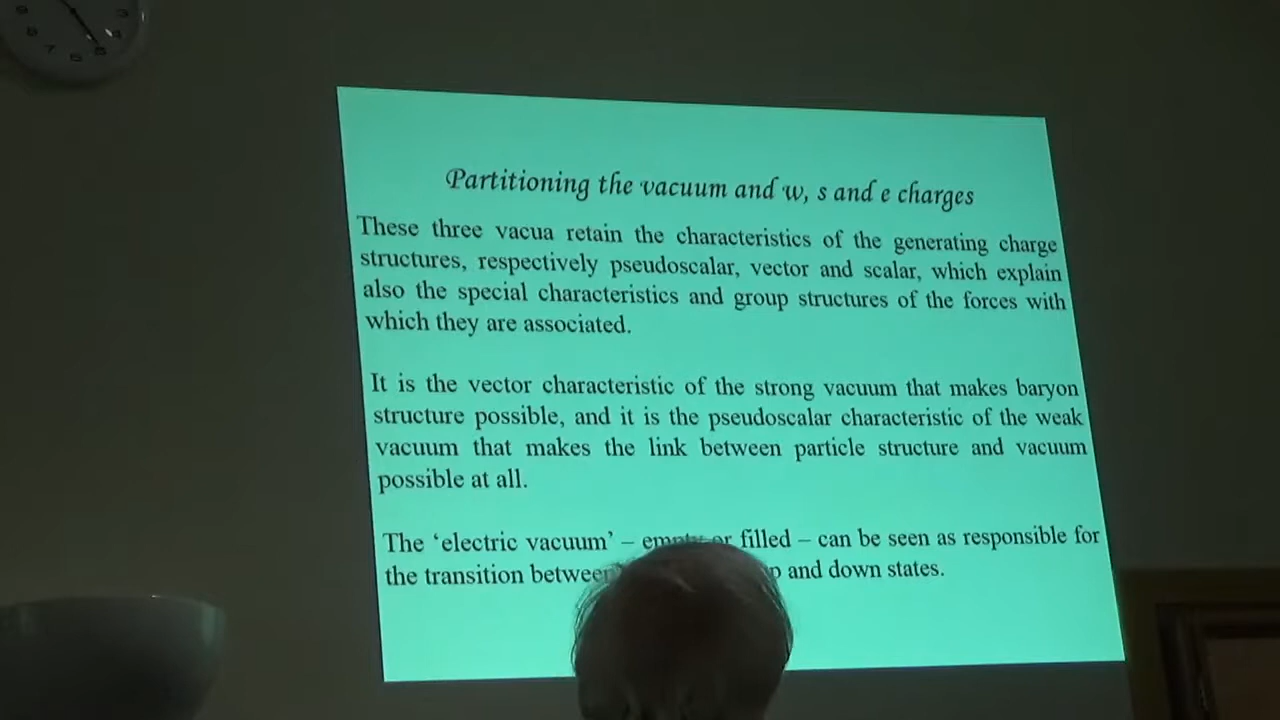 Partitioning the vacuum and w, s and e charges
These three vacua retain the characteristics of the generating charge
structures, respectively pseudoscalar, vector and scalar, which explain
also the special characteristics and group structures of the forces with
which they are associated.
It is the vector characteristic of the strong vacuum that makes baryon
structure possible, and it is the pseudoscalar characteristic of the weak
vacuum that makes the link between particle structure and vacuum
possible at all.
The ‘electric vacuum’ – empty or filled – can be seen as responsible for
the transition between and down states.